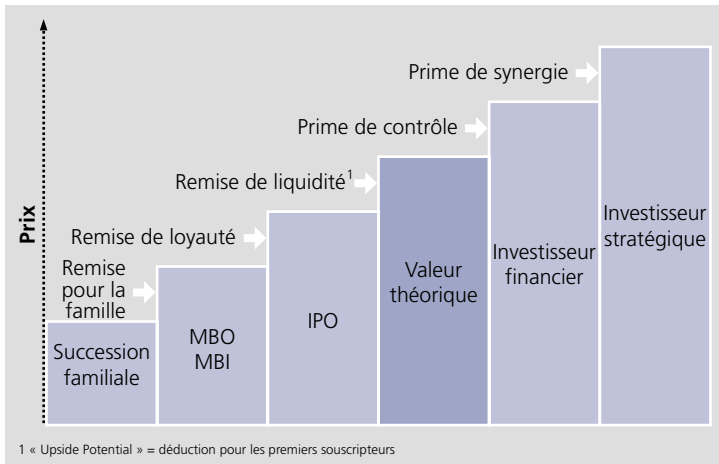 Prix
Prime de synergie
Prime de contrôle
Remise de liquidité¹
Remise de loyauté
Remise
pour la
famille
Succession
familiale
MBO
MBI
IPO
Valeur
théorique
Investisseur
financier
Investisseur
stratégique
1 « Upside Potential » = déduction pour les premiers souscripteurs